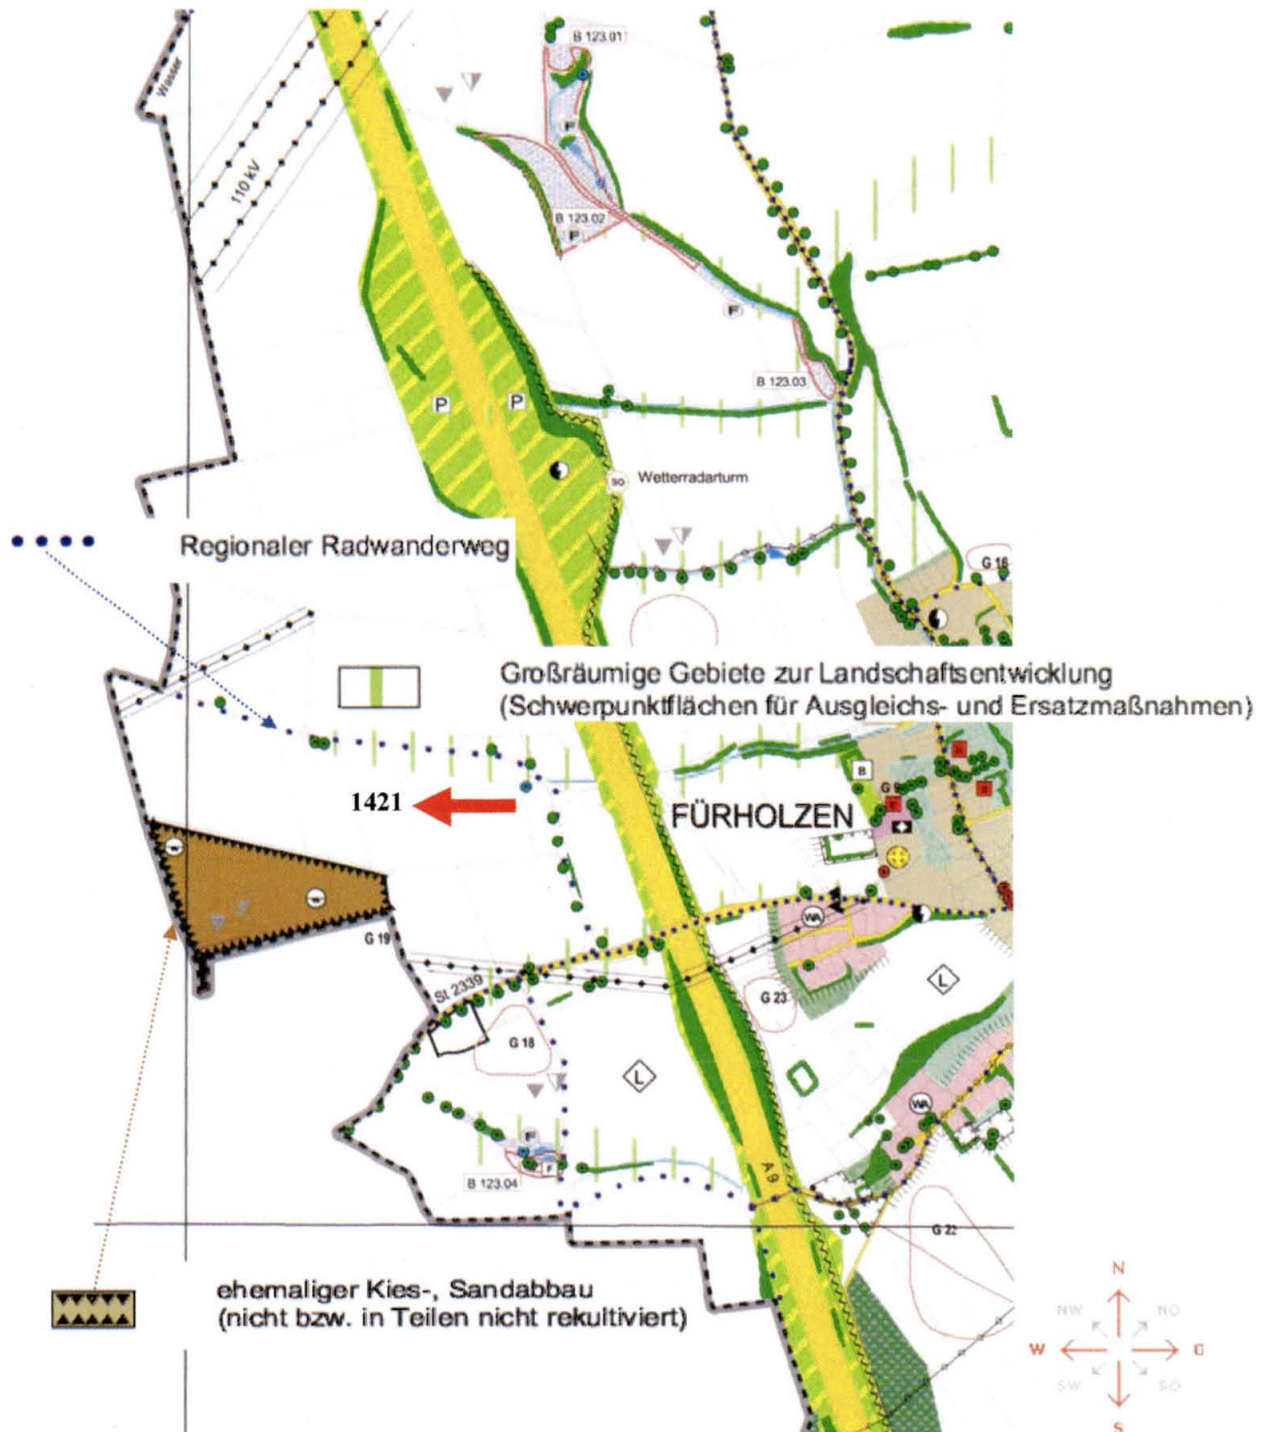 B 123.01
Wasser
110 kV
B 123.02
B 123.03
P
P
so
Wetterradarturm
G 16
Regionaler Radwanderweg
Großräumige Gebiete zur Landschaftsentwicklung
(Schwerpunktflächen für Ausgleichs- und Ersatzmaßnahmen)
B
1421
FÜRHOLZEN
WA
G 19
St 2339
G 23
L
G 18
L
WA
F
B 123.04
A 9
G 22
ehemaliger Kies-, Sandabbau
(nicht bzw. in Teilen nicht rekultiviert)
N
NW
NO
W
O
SW
SO
S